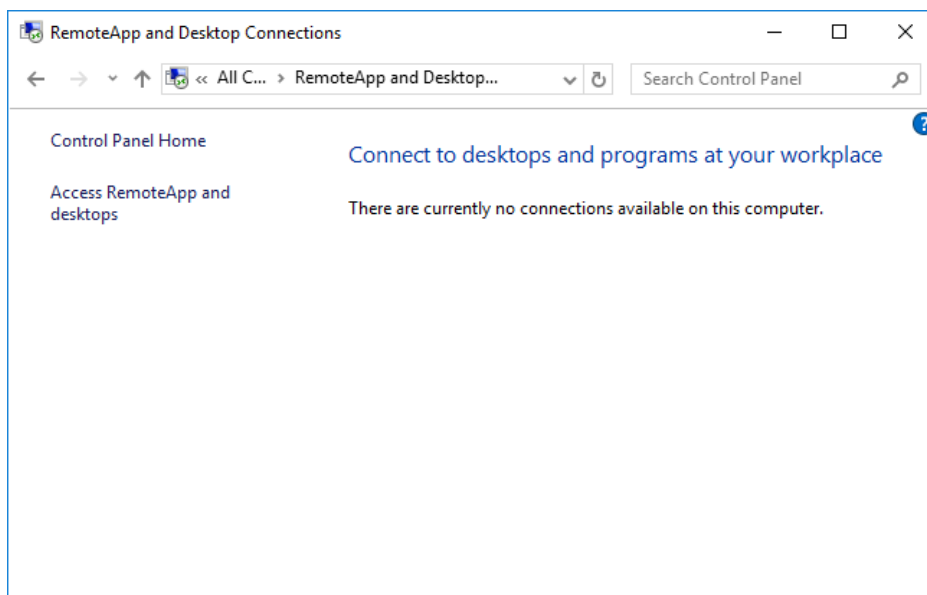 RemoteApp and Desktop Connections
« All C... › RemoteApp and Desktop...
Search Control Panel
?
Control Panel Home
Connect to desktops and programs at your workplace
Access RemoteApp and
desktops
There are currently no connections available on this computer.